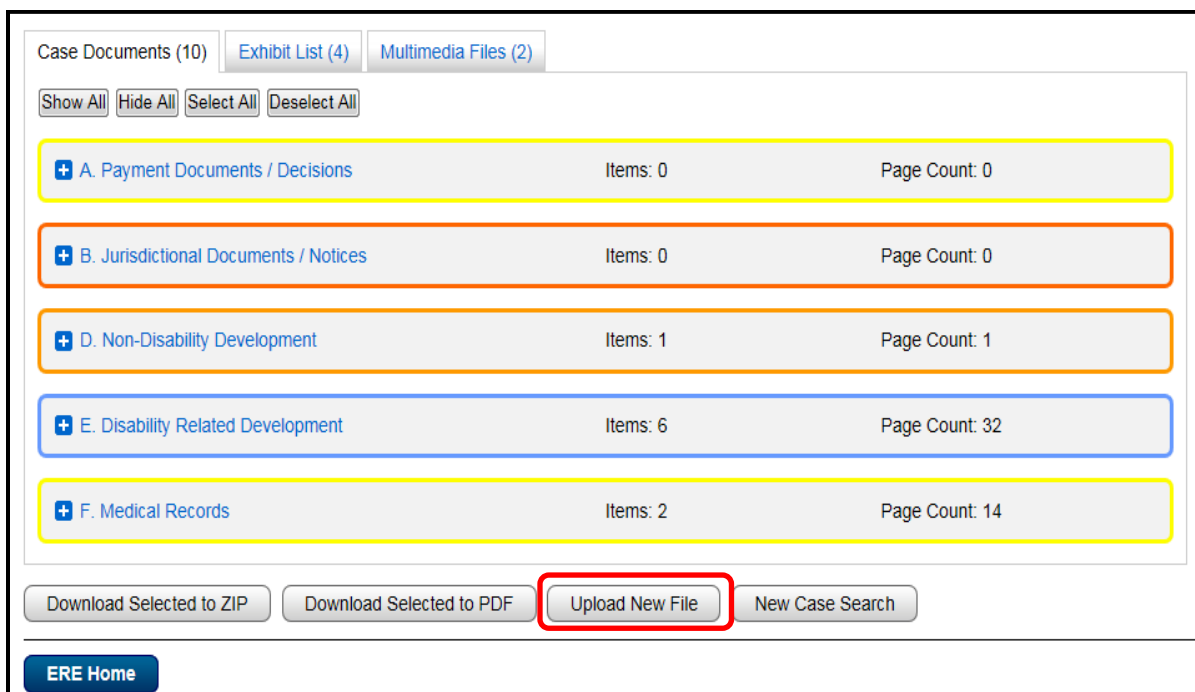 Case Documents (10) Exhibit List (4) Multimedia Files (2)
Show All Hide All Select All Deselect All
A. Payment Documents / Decisions Items: 0 Page Count: 0
B. Jurisdictional Documents / Notices Items: 0 Page Count: 0
D. Non-Disability Development Items: 1 Page Count: 1
E. Disability Related Development Items: 6 Page Count: 32
F. Medical Records Items: 2 Page Count: 14
Download Selected to ZIP Download Selected to PDF Upload New File New Case Search
ERE Home